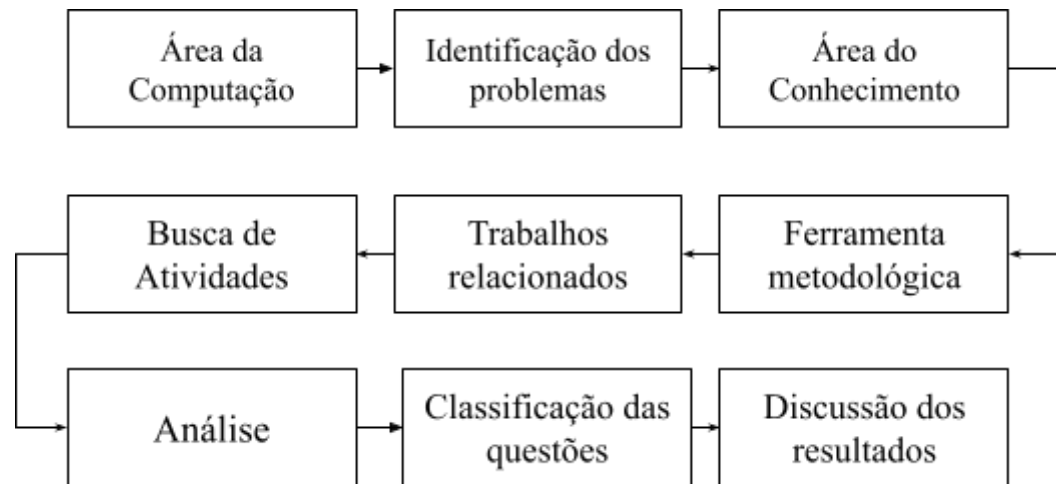 Área da
Computação
Identificação dos
problemas
Área do
Conhecimento
Busca de
Atividades
Trabalhos
relacionados
Ferramenta
metodológica
Análise
Classificação das
questões
Discussão dos
resultados